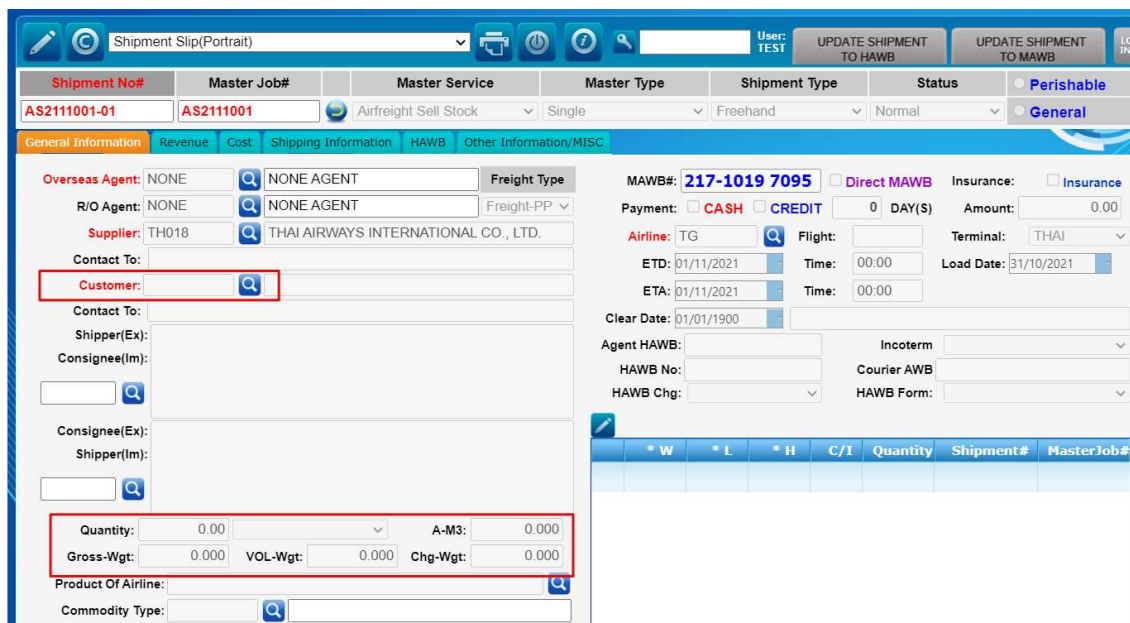 Shipment Slip(Portrait) User: TEST UPDATE SHIPMENT TO HAWB UPDATE SHIPMENT TO MAWB
Shipment No# Master Job# Master Service Master Type Shipment Type Status Perishable
AS2111001-01 AS2111001 Airfreight Sell Stock Single Freehand Normal General
General Information Revenue Cost Shipping Information HAWB Other Information/MISC
Overseas Agent: NONE NONE AGENT Freight Type
R/O Agent: NONE NONE AGENT Freight-PP
Supplier: TH018 THAI AIRWAYS INTERNATIONAL CO., LTD.
Contact To:
Customer:
Contact To:
Shipper(Ex):
Consignee(Im):
Consignee(Ex):
Shipper(Im):
Quantity: 0.00 A-M3: 0.000
Gross-Wgt: 0.000 VOL-Wgt: 0.000 Chg-Wgt: 0.000
Product Of Airline:
Commodity Type:
MAWB#: 217-1019 7095 Direct MAWB Insurance: Insurance
Payment: CASH CREDIT 0 DAY(S) Amount: 0.00
Airline: TG Flight: Terminal: THAI
ETD: 01/11/2021 Time: 00:00 Load Date: 31/10/2021
ETA: 01/11/2021 Time: 00:00
Clear Date: 01/01/1900
Agent HAWB: Incoterm
HAWB No: Courier AWB
HAWB Chg: HAWB Form:
* W * L * H C/I Quantity Shipment# MasterJob#